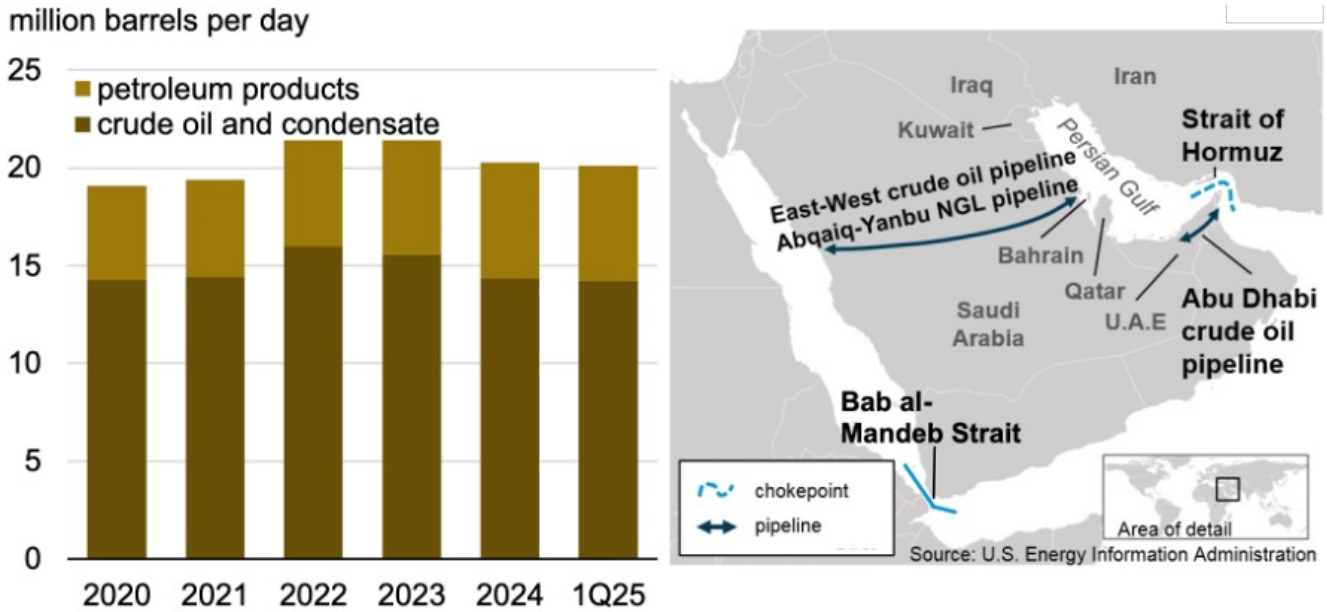 million barrels per day
25
20
15
10
5
0
petroleum products
crude oil and condensate
2020 2021 2022 2023 2024 1Q25
Iraq
Iran
Kuwait
Persian Gulf
Strait of
Hormuz
East-West crude oil pipeline
Abqaiq-Yanbu NGL pipeline
Bahrain
Qatar
U.A.E
Saudi
Arabia
Abu Dhabi
crude oil
pipeline
Bab al-
Mandeb Strait
chokepoint
pipeline
Area of detail
Source: U.S. Energy Information Administration